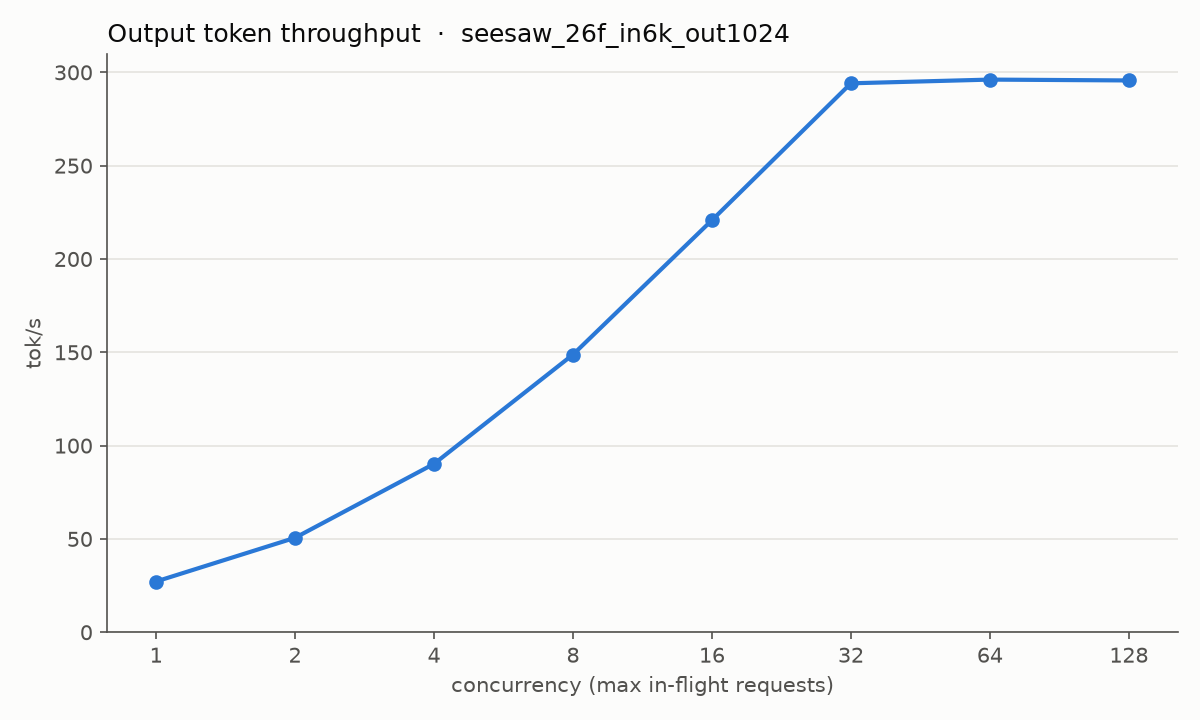 Output token throughput · seesaw_26f_in6k_out1024
300
250
200
150
100
50
0
tok/s
1 2 4 8 16 32 64 128
concurrency (max in-flight requests)